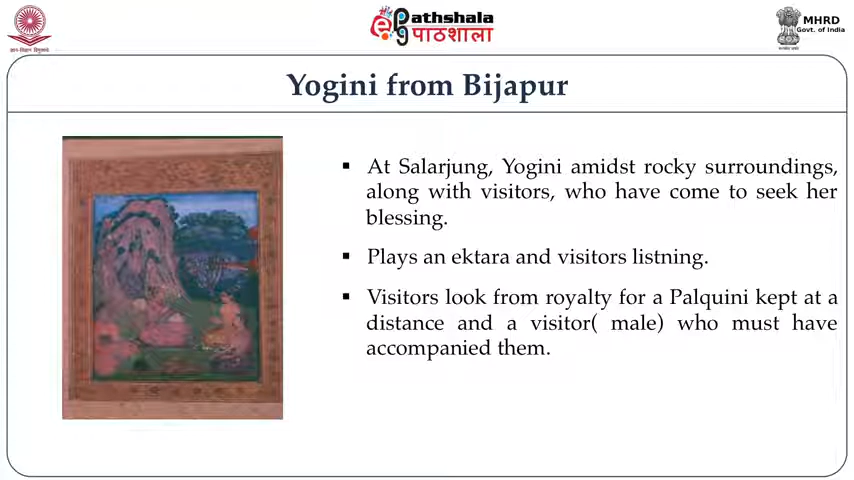 ePathshala
पाठशाला
MHRD
Govt. of India
Yogini from Bijapur
▪ At Salarjung, Yogini amidst rocky surroundings,
along with visitors, who have come to seek her
blessing.
▪ Plays an ektara and visitors listning.
▪ Visitors look from royalty for a Palquini kept at a
distance and a visitor( male) who must have
accompanied them.